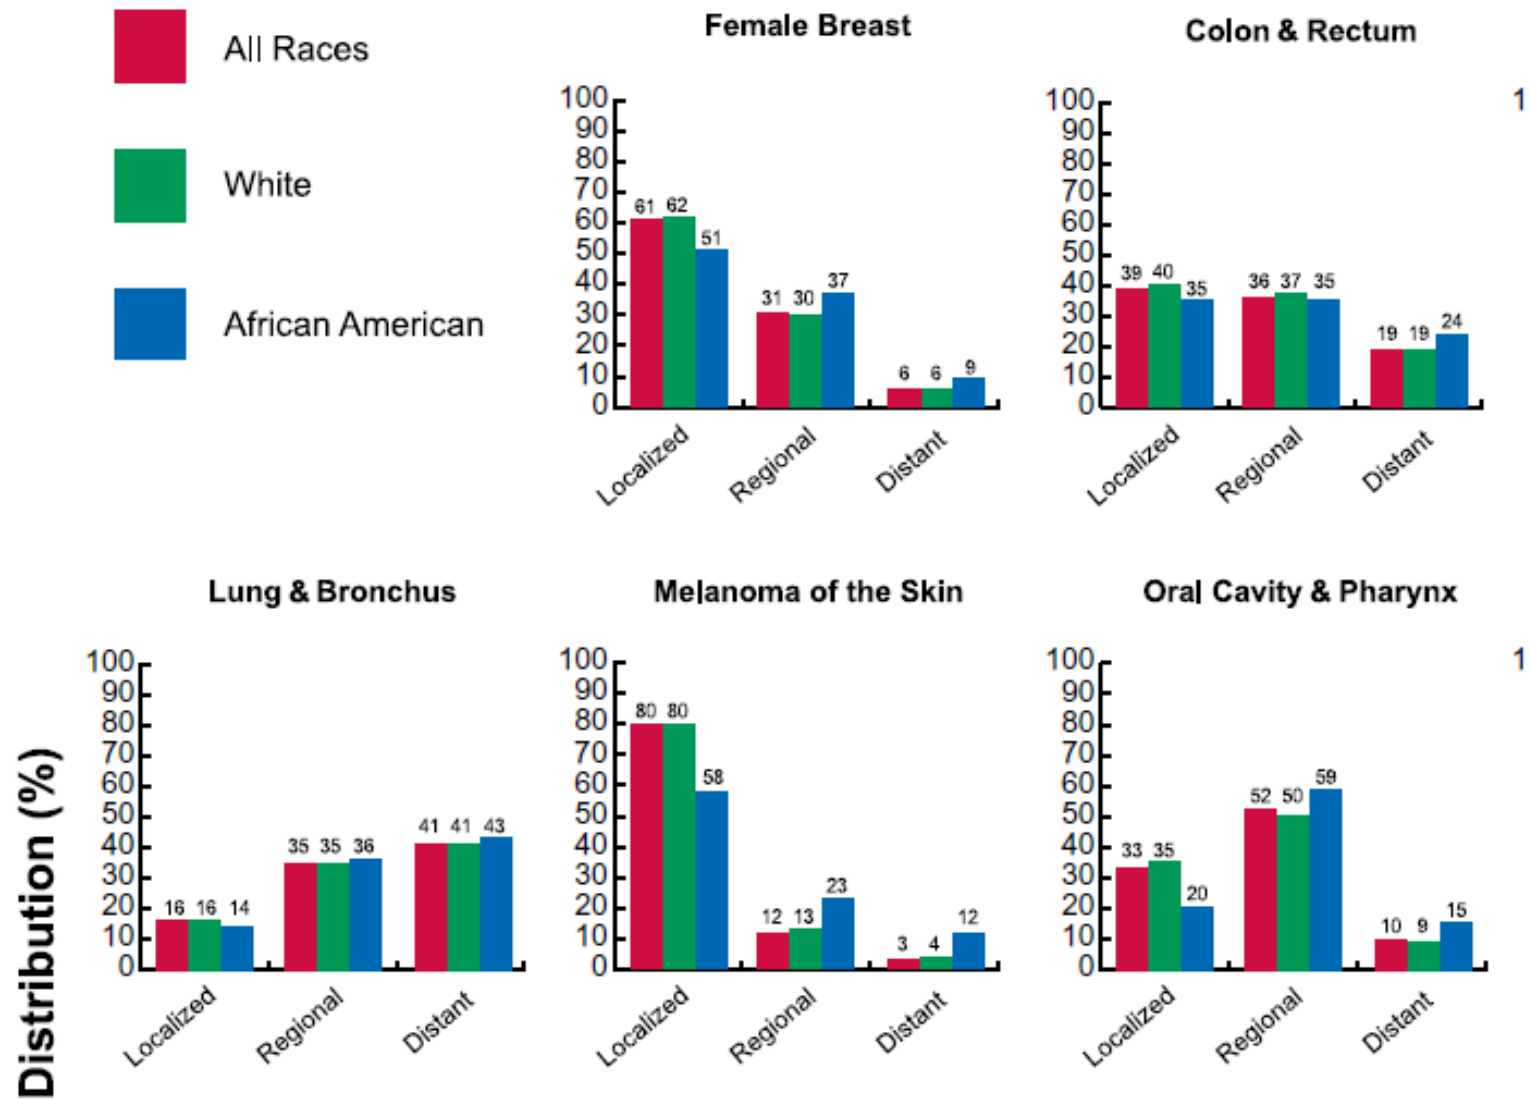 All Races
White
African American
Female Breast
100
90
80
70
60
50
40
30
20
10
0
61 62 51
31 30 37
6 6 9
Localized
Regional
Distant
Colon & Rectum
100
90
80
70
60
50
40
30
20
10
0
39 40 35
36 37 35
19 19 24
Localized
Regional
Distant
1
Distribution (%)
Lung & Bronchus
100
90
80
70
60
50
40
30
20
10
0
16 16 14
35 35 36
41 41 43
Localized
Regional
Distant
Melanoma of the Skin
100
90
80
70
60
50
40
30
20
10
0
80 80 58
12 13 23
3 4 12
Localized
Regional
Distant
Oral Cavity & Pharynx
100
90
80
70
60
50
40
30
20
10
0
33 35 20
52 50 59
10 9 15
Localized
Regional
Distant
1